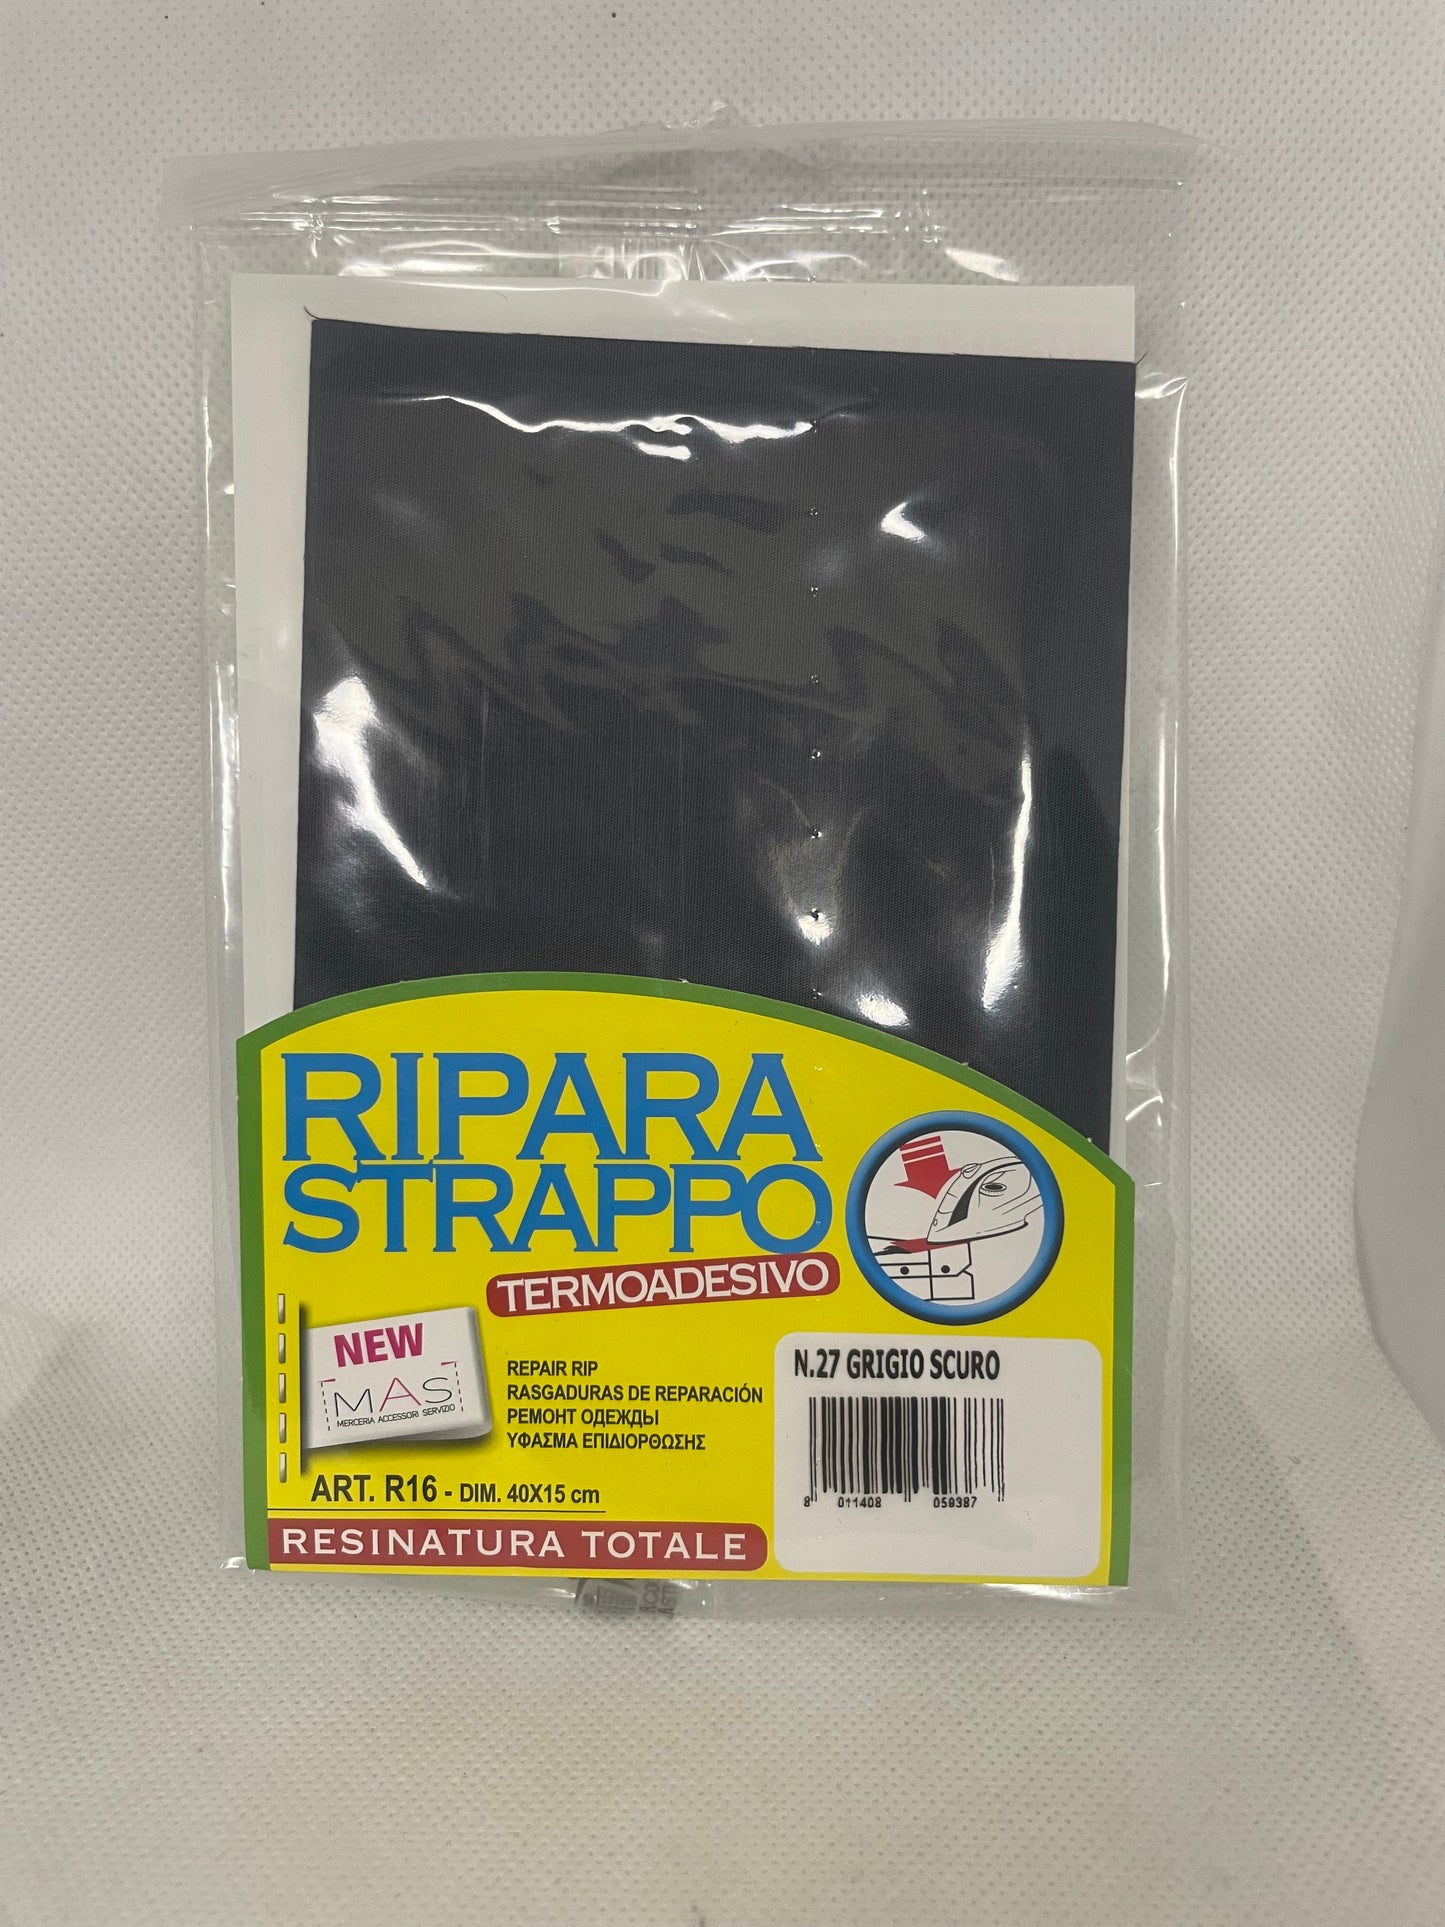 RIPARA
STRAPPO
TERMOADESIVO
NEW
MAS
MERCERIA ACCESSORI SERVIZIO
REPAIR RIP
RASGADURAS DE REPARACIÓN
РЕМОНТ ОДЕЖДЫ
ΥΦΑΣΜΑ ΕΠΙΔΙΟΡΘΩΣΗΣ
ART. R16 - DIM. 40X15 cm
RESINATURA TOTALE
N.27 GRIGIO SCURO
8 011408 059387